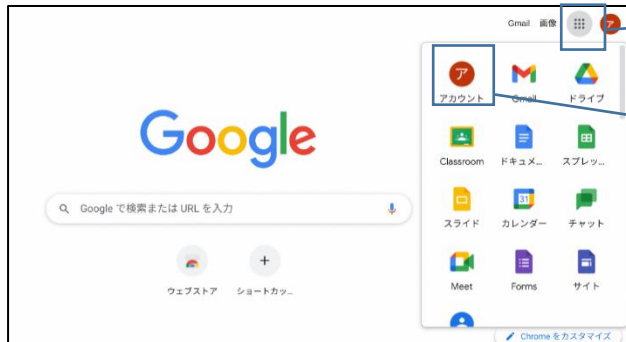 Gmail 画像
ア
ア
アカウント Gmail ドライブ
Google
Classroom ドキュメ... スプレッ...
Google で検索または URL を入力
31
スライド カレンダー チャット
ウェブストア ショートカッ...
Meet Forms サイト
Chrome をカスタマイズ